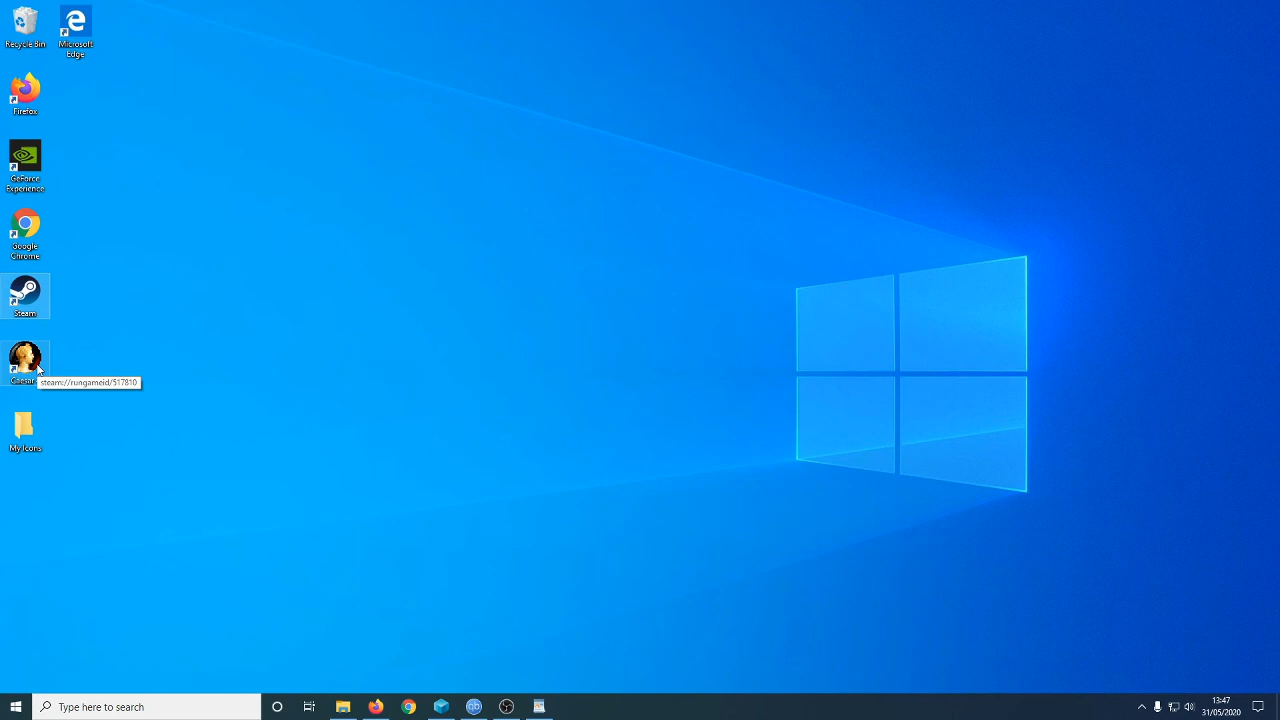 Recycle Bin
Microsoft
Edge
Firefox
GeForce
Experience
Google
Chrome
Steam
steam://rungameid/517810
My Icons
Type here to search
13:47
31/05/2020